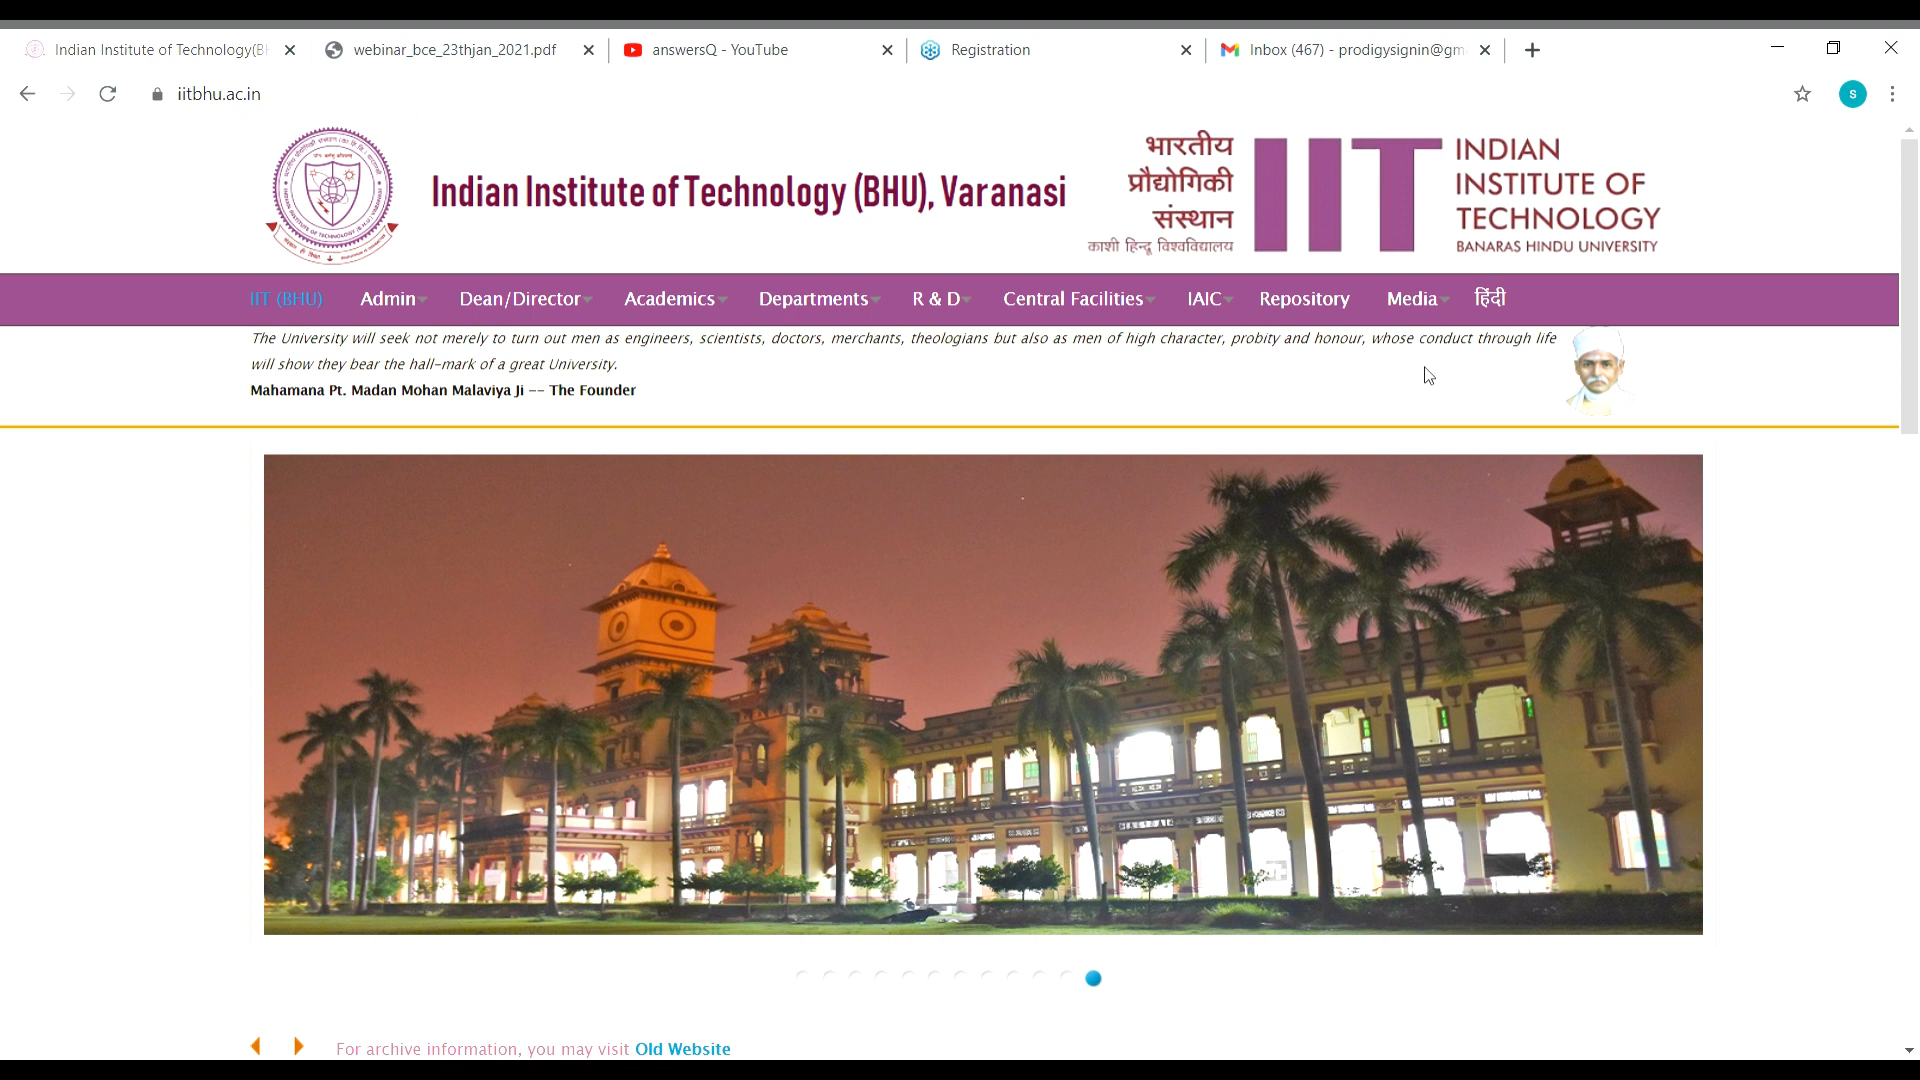 Indian Institute of Technology(BH
webinar_bce_23thjan_2021.pdf
answersQ - YouTube
Registration
Inbox (467) - prodigysignin@gm
iitbhu.ac.in
S
Indian Institute of Technology (BHU), Varanasi
भारतीय
प्रौद्योगिकी
संस्थान
काशी हिन्दू विश्वविद्यालय
IIT
INDIAN
INSTITUTE OF
TECHNOLOGY
BANARAS HINDU UNIVERSITY
IIT (BHU) Admin Dean/Director Academics Departments R & D Central Facilities IAIC Repository Media हिंदी
The University will seek not merely to turn out men as engineers, scientists, doctors, merchants, theologians but also as men of high character, probity and honour, whose conduct through life
will show they bear the hall-mark of a great University.
Mahamana Pt. Madan Mohan Malaviya Ji -- The Founder
For archive information, you may visit Old Website